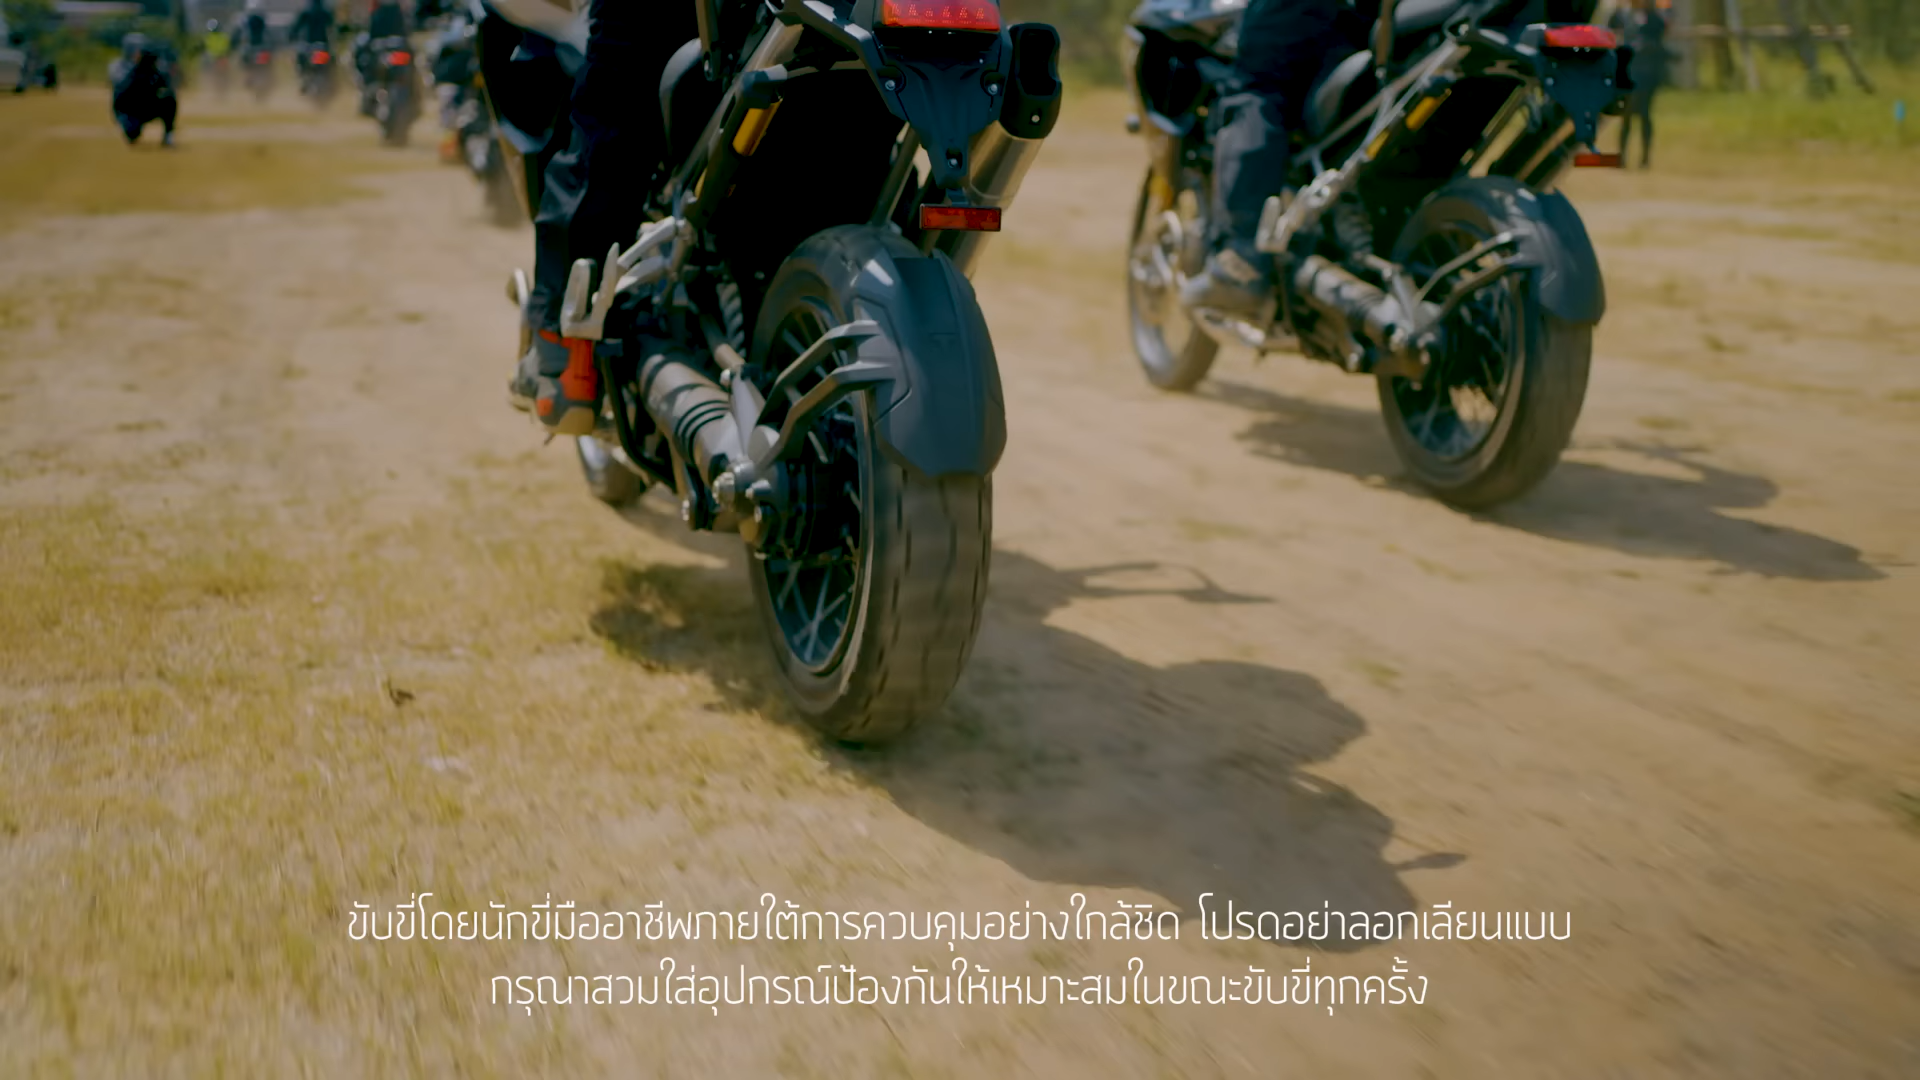 ขับขี่โดยนักขี่มืออาชีพภายใต้การควบคุมอย่างใกล้ชิด โปรดอย่าลอกเลียนแบบ
กรุณาสวมใส่อุปกรณ์ป้องกันให้เหมาะสมในขณะขับขี่ทุกครั้ง